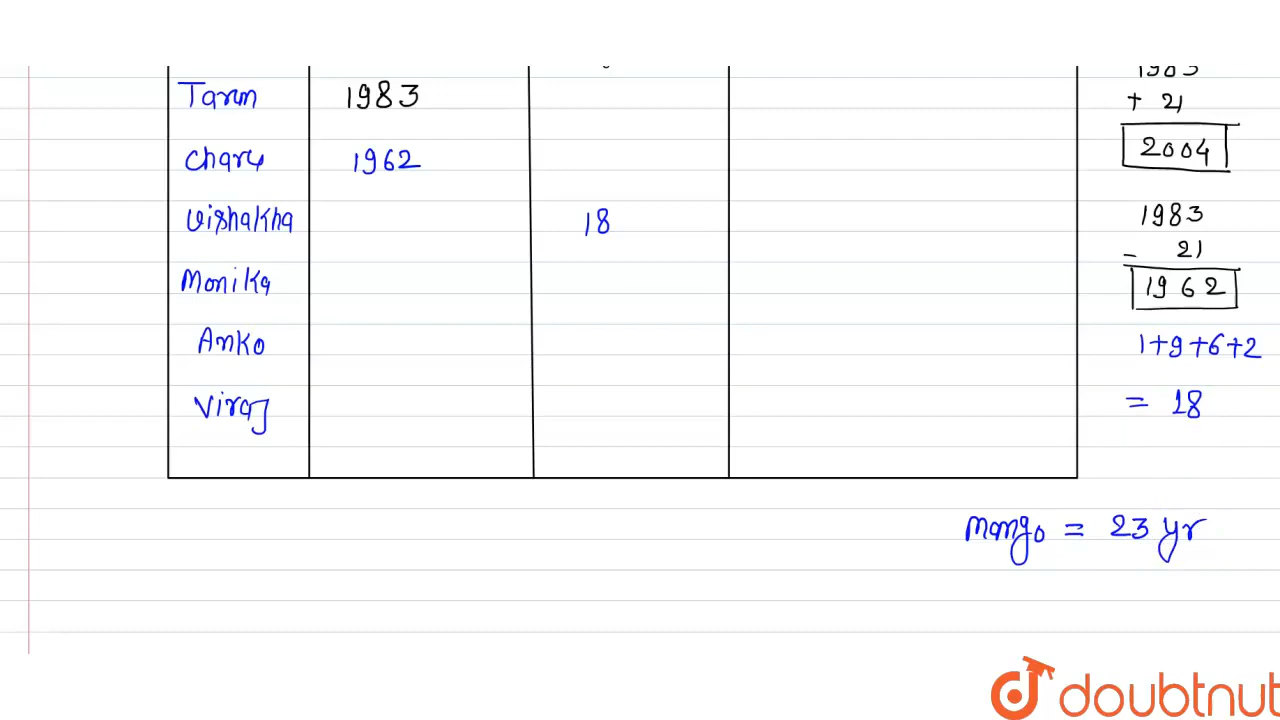 1983
Tarun 1983 + 21
2004
Charu 1962
Vishakha 18 1983
- 21
Monika 1962
Anko 1+9+6+2
Viraj = 18
Mango = 23 yr
doubtnut